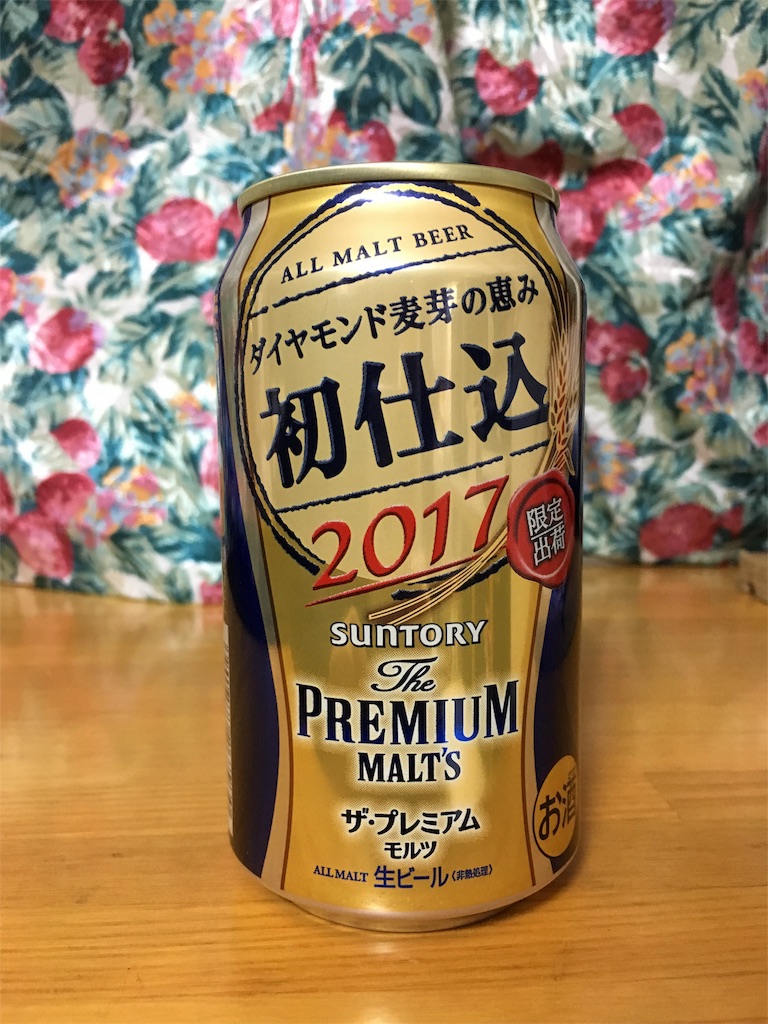 ALL MALT BEER
ダイヤモンド麦芽の恵み
初仕込
2017
限定
出荷
SUNTORY
The
PREMIUM
MALT'S
ザ・プレミアム
モルツ
お酒
ALL MALT 生ビール〈非熱処理〉